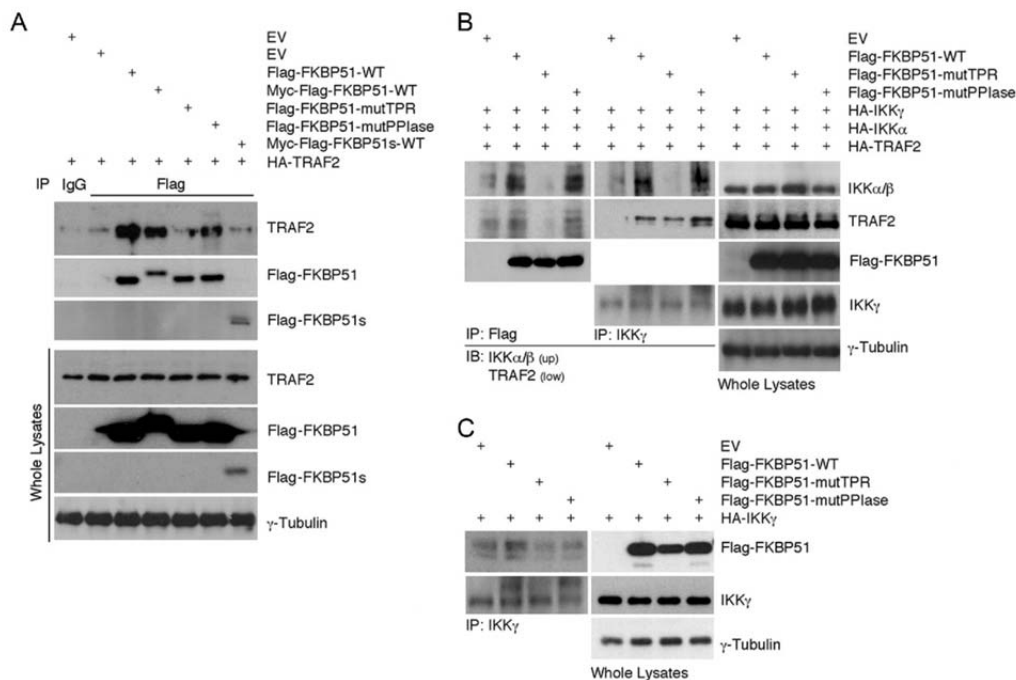 A
+ EV
+ EV
+ Flag-FKBP51-WT
+ Myc-Flag-FKBP51-WT
+ Flag-FKBP51-mutTPR
+ Flag-FKBP51-mutPPIase
+ Myc-Flag-FKBP51s-WT
+ + + + + + + HA-TRAF2
IP IgG Flag
TRAF2
Flag-FKBP51
Flag-FKBP51s
Whole Lysates
TRAF2
Flag-FKBP51
Flag-FKBP51s
γ-Tubulin
B
+ + + EV
+ + + Flag-FKBP51-WT
+ + + Flag-FKBP51-mutTPR
+ + + Flag-FKBP51-mutPPIase
+ + + + + + + + + + + + HA-IKKγ
+ + + + + + + + + + + + HA-IKKα
+ + + + + + + + + + + + HA-TRAF2
IKKα/β
TRAF2
Flag-FKBP51
IKKγ
γ-Tubulin
IP: Flag IP: IKKγ
IB: IKKα/β (up)
TRAF2 (low)
Whole Lysates
C
+ + EV
+ + Flag-FKBP51-WT
+ + Flag-FKBP51-mutTPR
+ + Flag-FKBP51-mutPPIase
+ + + + + + + + HA-IKKγ
Flag-FKBP51
IKKγ
IP: IKKγ
γ-Tubulin
Whole Lysates